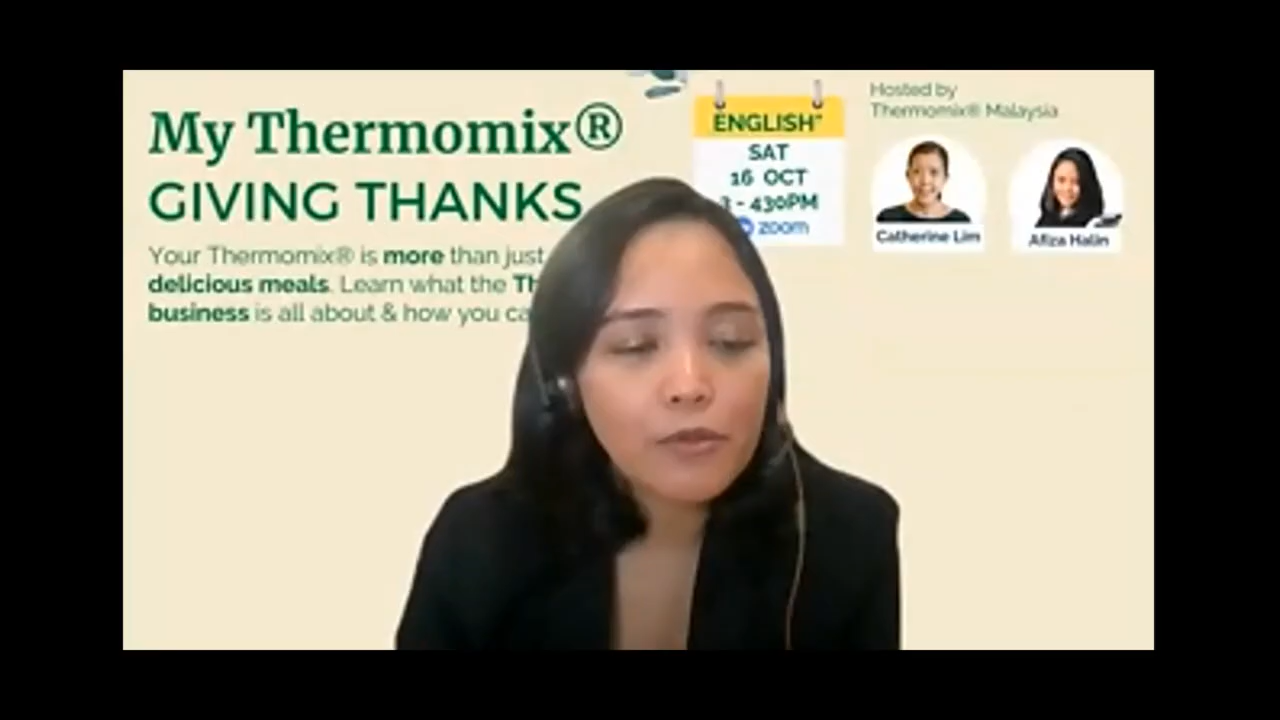 My Thermomix®
GIVING THANKS
Your Thermomix® is more than just
delicious meals. Learn what the
business is all about & how you
ENGLISH*
SAT
16 OCT
- 430PM
zoom
Hosted by
Thermomix® Malaysia
Catherine Lim
Afiza Halin